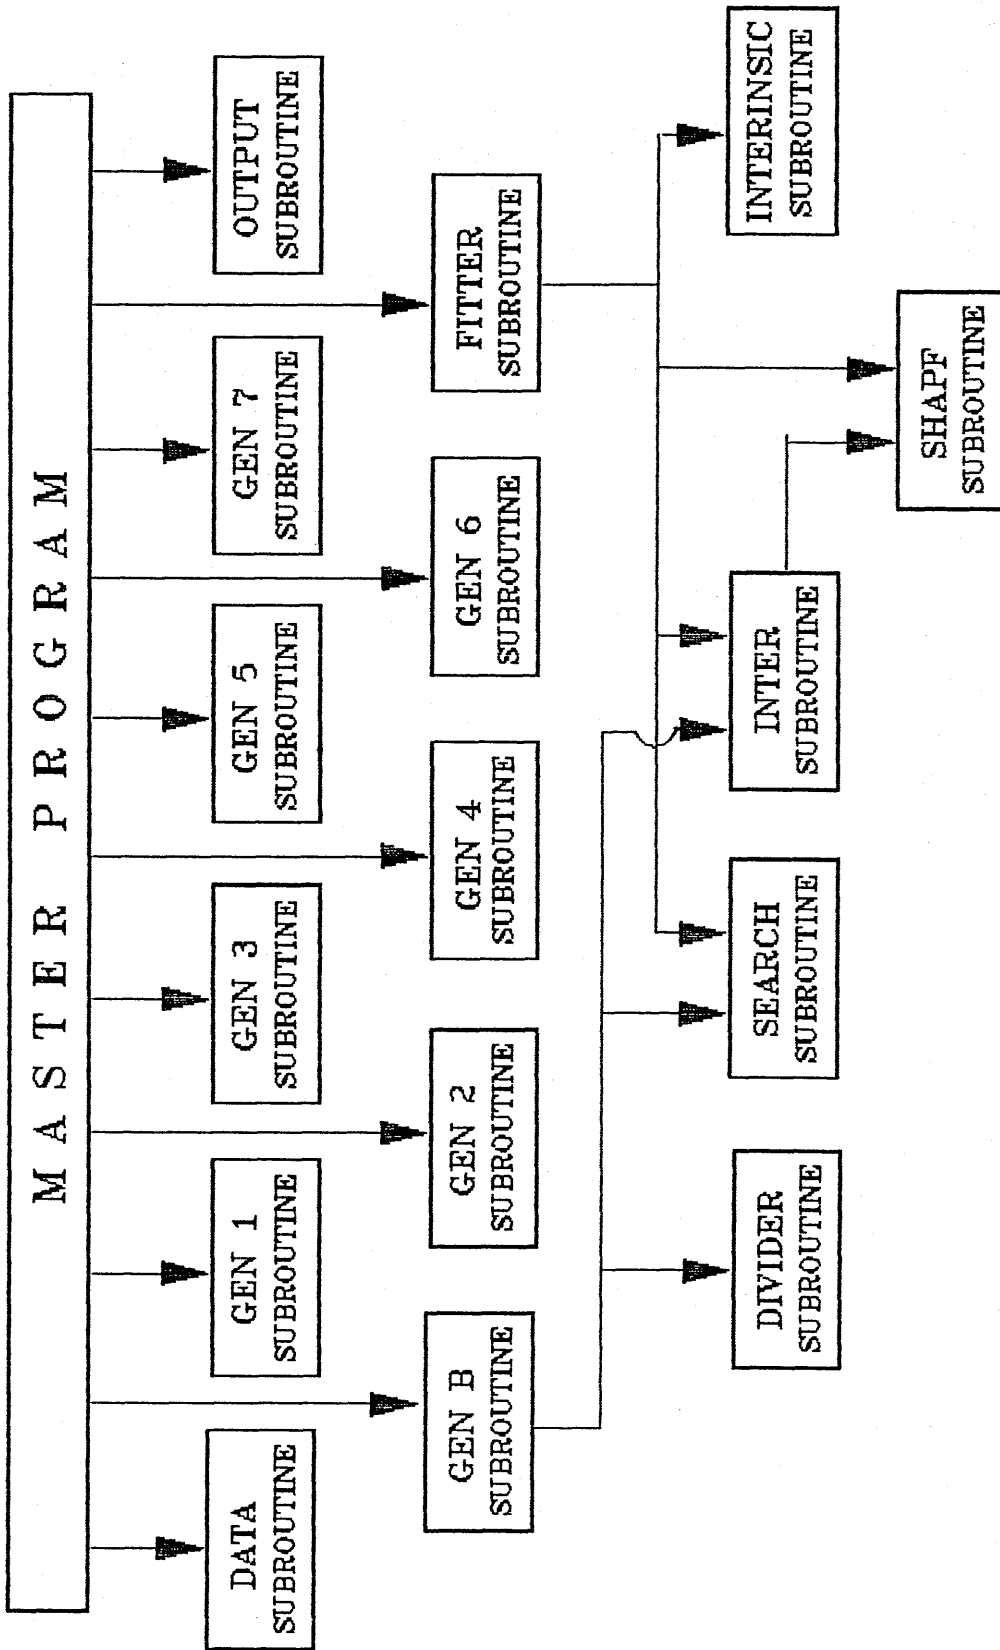 MASTER PROGRAM
DATA
SUBROUTINE
GEN 1
SUBROUTINE
GEN 3
SUBROUTINE
GEN 5
SUBROUTINE
GEN 7
SUBROUTINE
OUTPUT
SUBROUTINE
GEN B
SUBROUTINE
GEN 2
SUBROUTINE
GEN 4
SUBROUTINE
GEN 6
SUBROUTINE
FITTER
SUBROUTINE
DIVIDER
SUBROUTINE
SEARCH
SUBROUTINE
INTER
SUBROUTINE
INTERINSIC
SUBROUTINE
SHAPF
SUBROUTINE